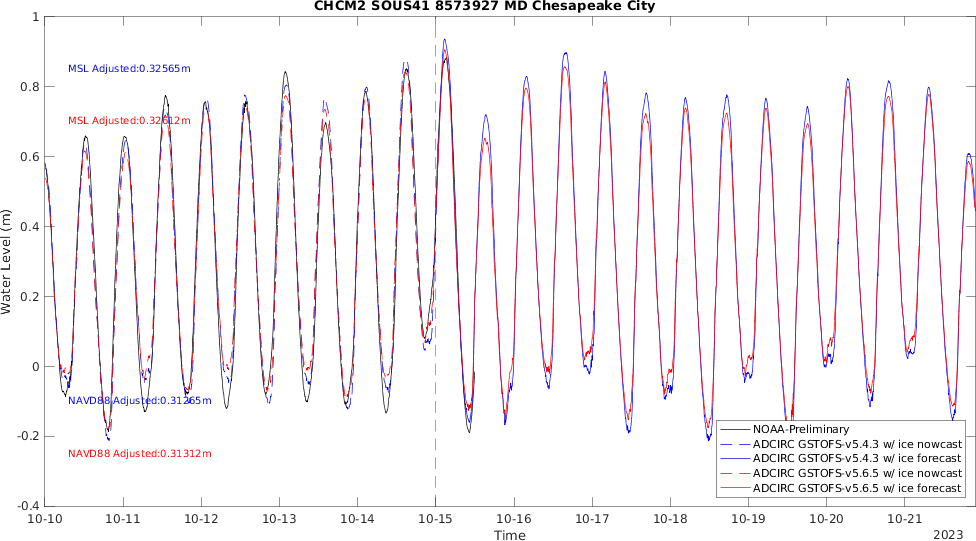 CHCM2 SOUS41 8573927 MD Chesapeake City
Water Level (m)
1
0.8
0.6
0.4
0.2
0
-0.2
-0.4
MSL Adjusted:0.32565m
MSL Adjusted:0.32612m
NAVD88 Adjusted:0.31265m
NAVD88 Adjusted:0.31312m
NOAA-Preliminary
ADCIRC GSTOFS-v5.4.3 w/ ice nowcast
ADCIRC GSTOFS-v5.4.3 w/ ice forecast
ADCIRC GSTOFS-v5.6.5 w/ ice nowcast
ADCIRC GSTOFS-v5.6.5 w/ ice forecast
10-10 10-11 10-12 10-13 10-14 10-15 10-16 10-17 10-18 10-19 10-20 10-21
Time
2023